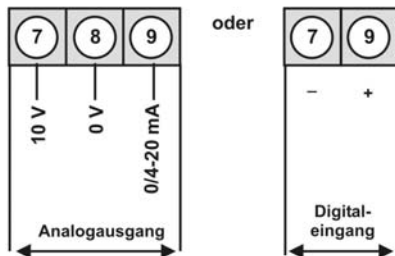 7 8 9 oder 7 9
10 V
0 V
0/4-20 mA
– +
Analogausgang
Digital-
eingang